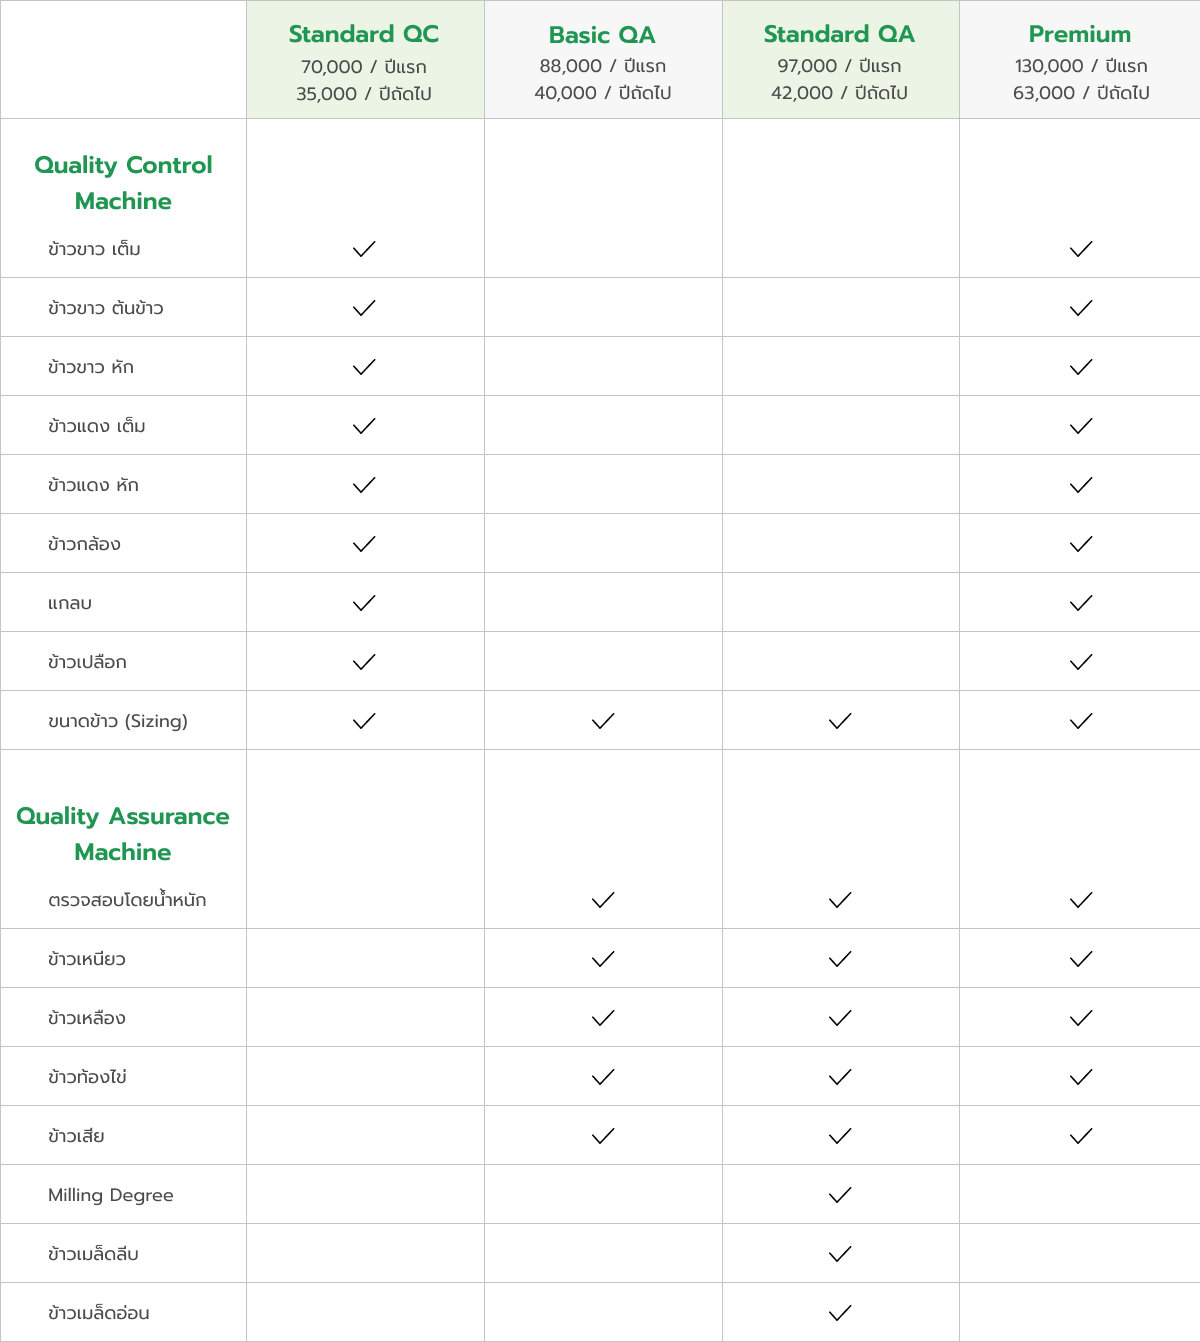 Standard QC
70,000 / ปีแรก
35,000 / ปีถัดไป
Basic QA
88,000 / ปีแรก
40,000 / ปีถัดไป
Standard QA
97,000 / ปีแรก
42,000 / ปีถัดไป
Premium
130,000 / ปีแรก
63,000 / ปีถัดไป
Quality Control
Machine
ข้าวขาว เต็ม
ข้าวขาว ต้นข้าว
ข้าวขาว หัก
ข้าวแดง เต็ม
ข้าวแดง หัก
ข้าวกล้อง
แกลบ
ข้าวเปลือก
ขนาดข้าว (Sizing)
Quality Assurance
Machine
ตรวจสอบโดยน้ำหนัก
ข้าวเหนียว
ข้าวเหลือง
ข้าวท้องไข่
ข้าวเสีย
Milling Degree
ข้าวเมล็ดลีบ
ข้าวเมล็ดอ่อน